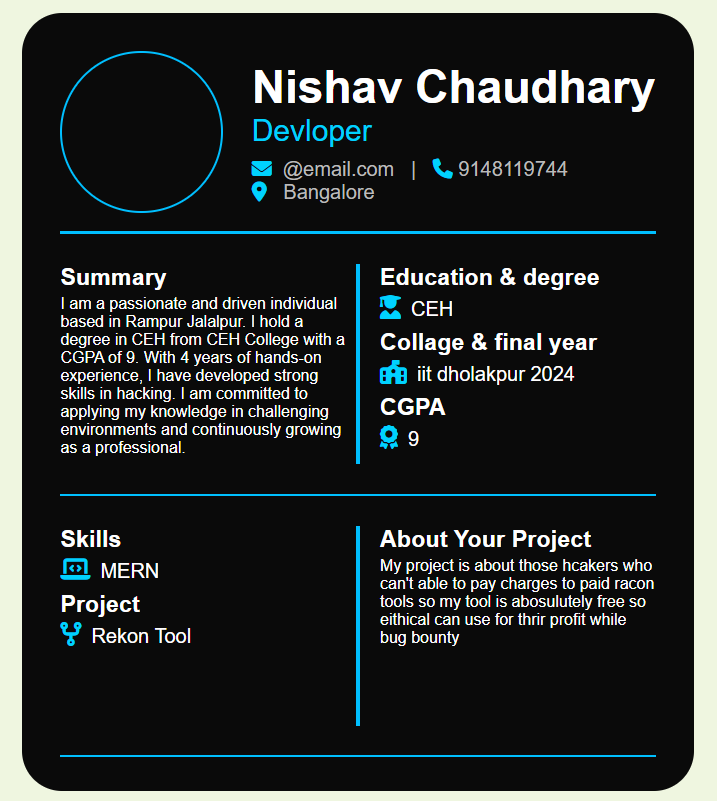 Nishav Chaudhary
Devloper
@email.com | 9148119744
Bangalore
Summary
I am a passionate and driven individual
based in Rampur Jalalpur. I hold a
degree in CEH from CEH College with a
CGPA of 9. With 4 years of hands-on
experience, I have developed strong
skills in hacking. I am committed to
applying my knowledge in challenging
environments and continuously growing
as a professional.
Education & degree
CEH
Collage & final year
iit dholakpur 2024
CGPA
9
Skills
MERN
Project
Rekon Tool
About Your Project
My project is about those hcakers who
can't able to pay charges to paid racon
tools so my tool is abosulutely free so
eithical can use for thrir profit while
bug bounty